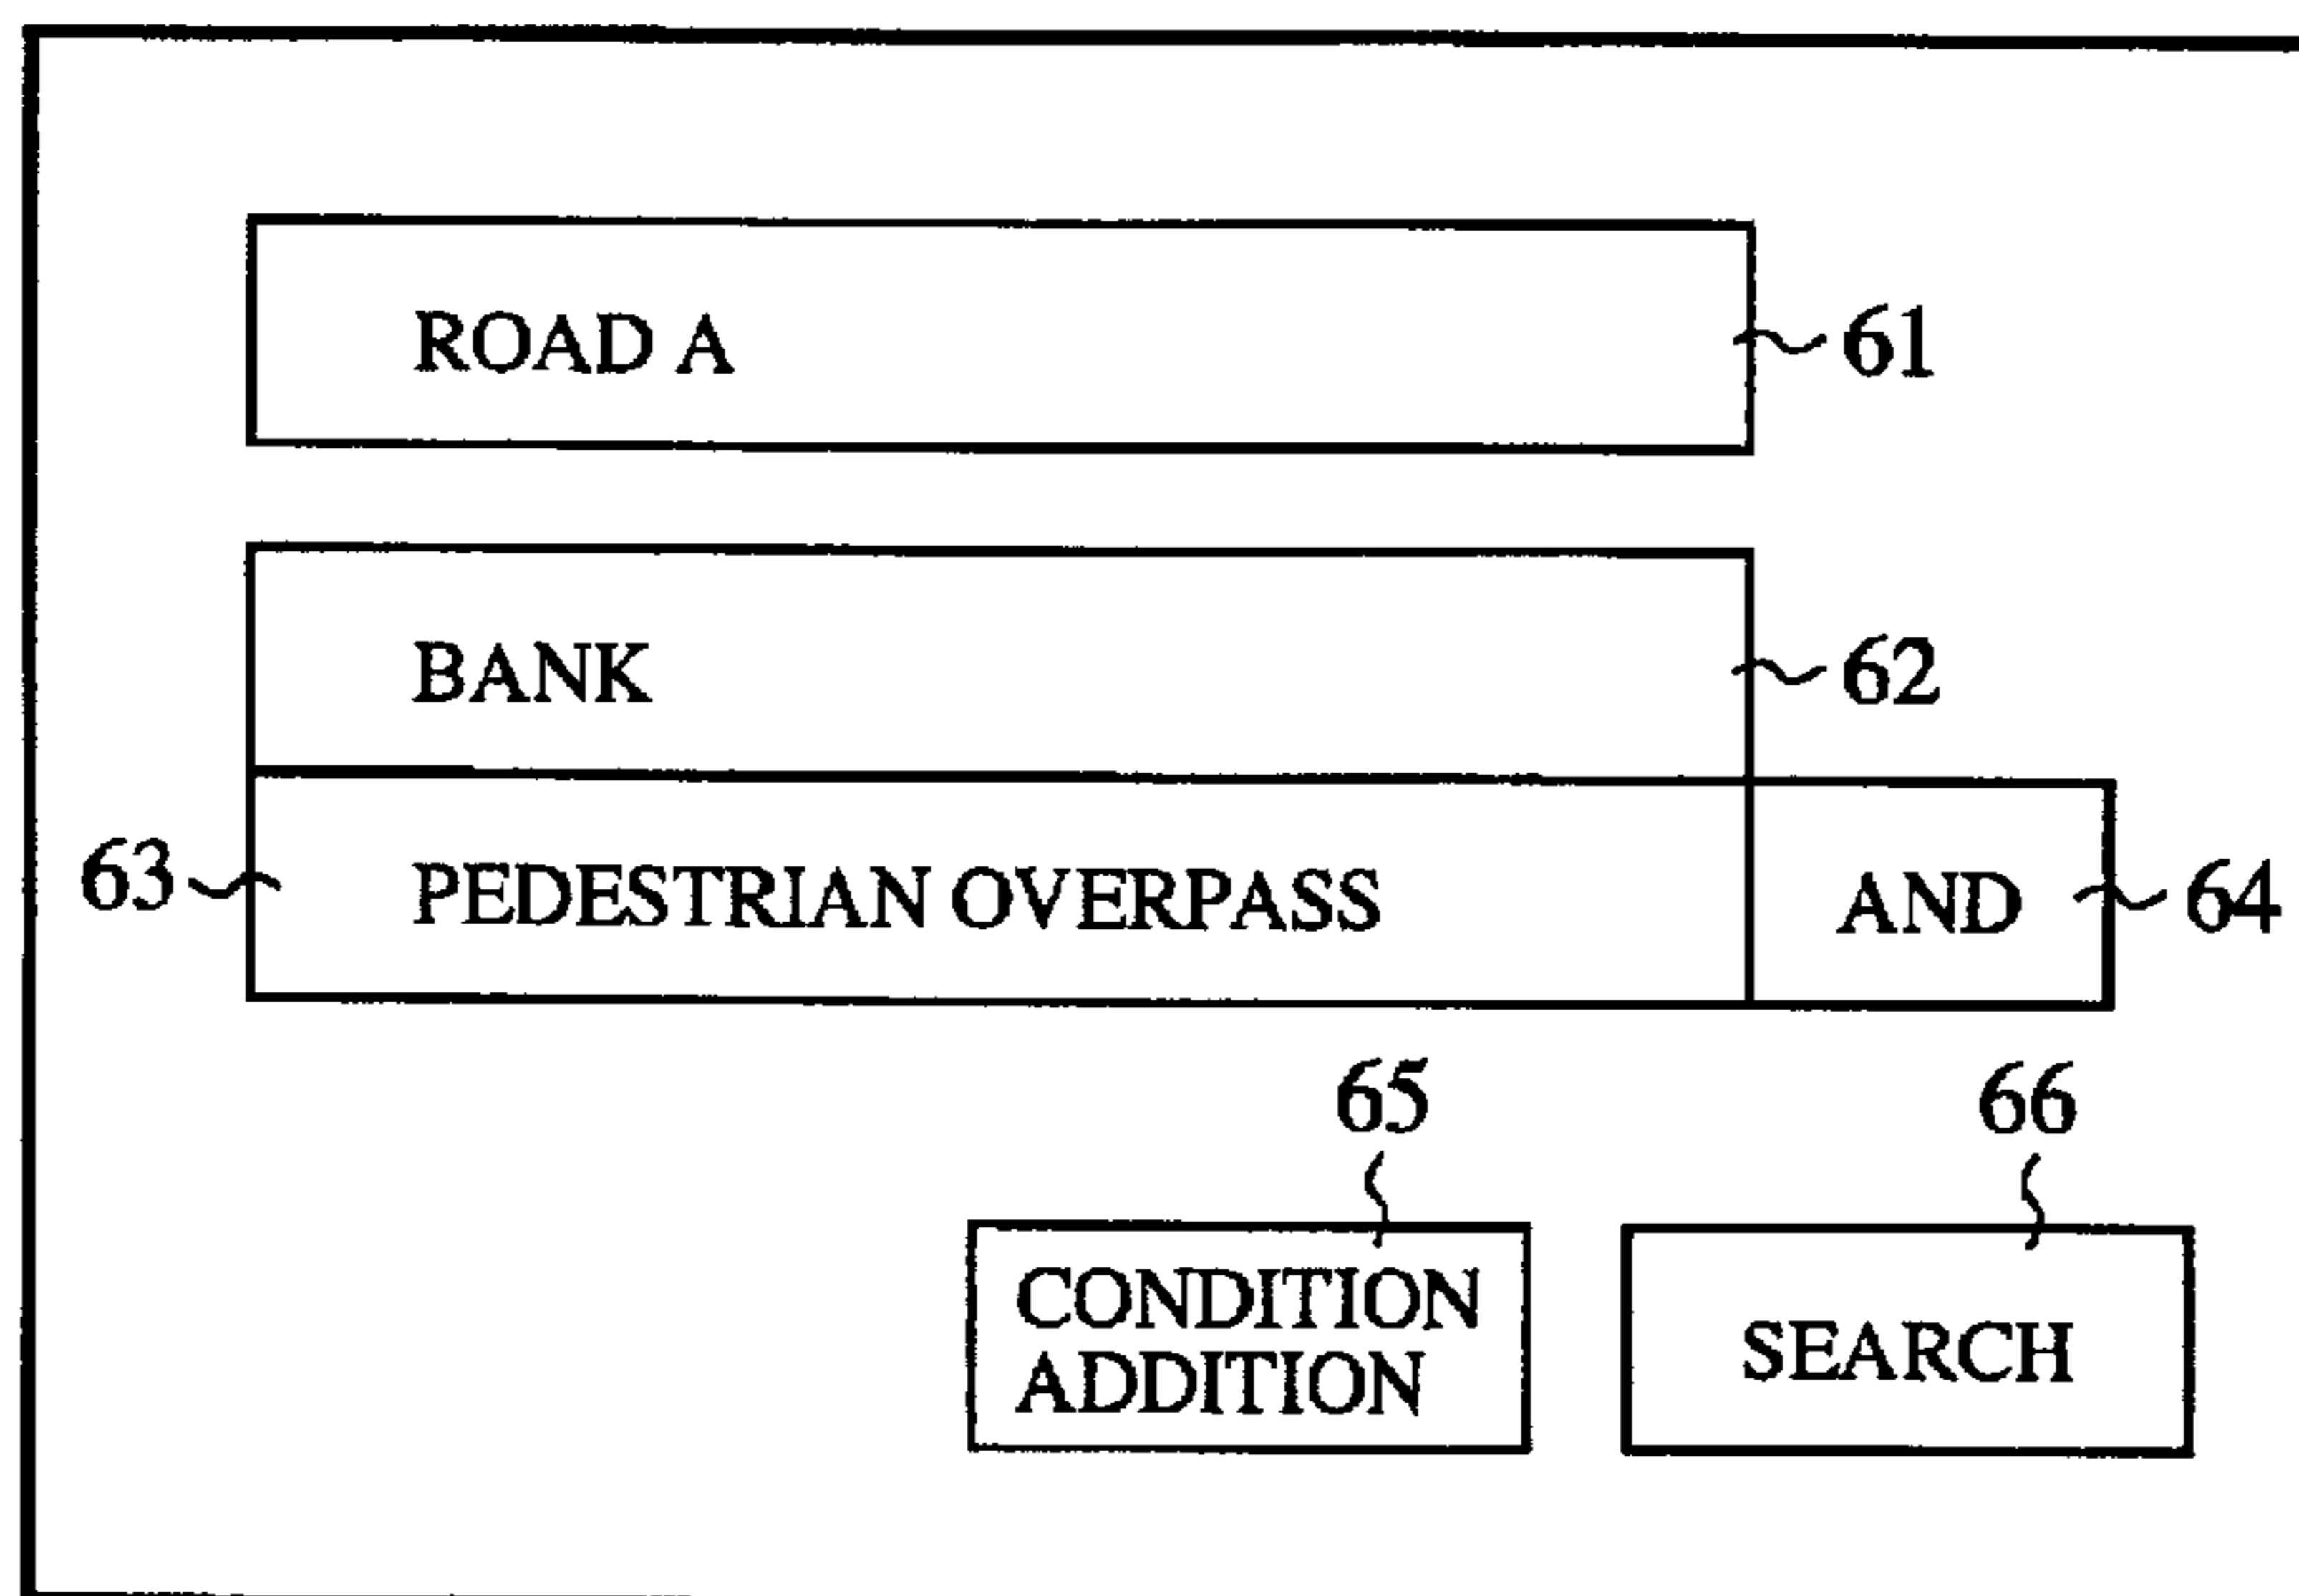 ROAD A
61
BANK
62
63
PEDESTRIAN OVERPASS
AND
64
65
66
CONDITION
ADDITION
SEARCH